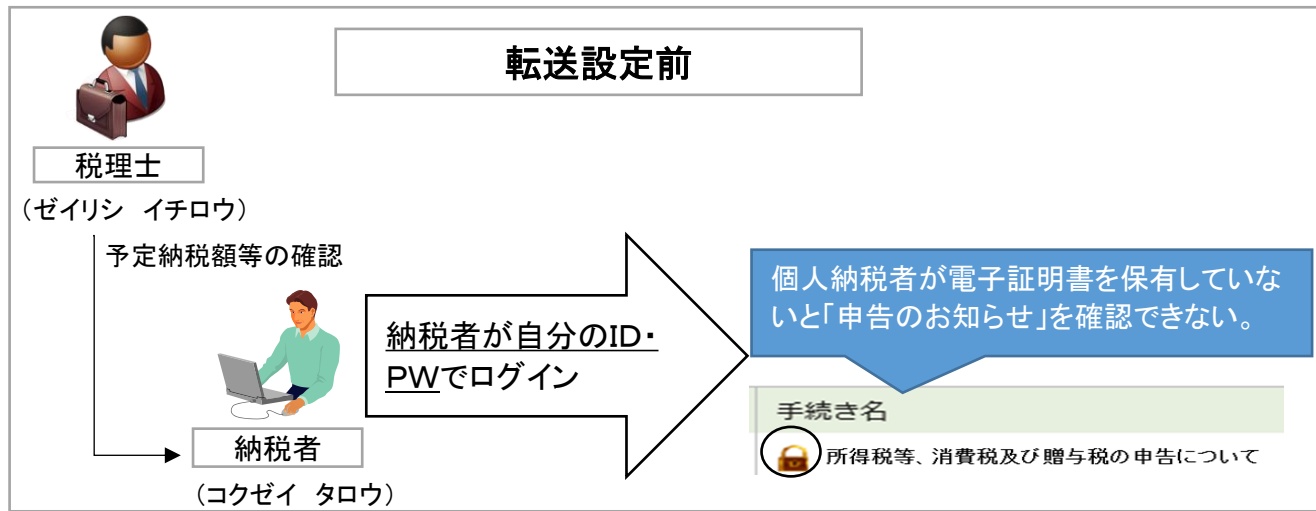 転送設定前
税理士
（ゼイリシ　イチロウ）
予定納税額等の確認
納税者
（コクゼイ　タロウ）
納税者が自分のID・
PWでログイン
個人納税者が電子証明書を保有していな
いと「申告のお知らせ」を確認できない。
手続き名
所得税等、消費税及び贈与税の申告について